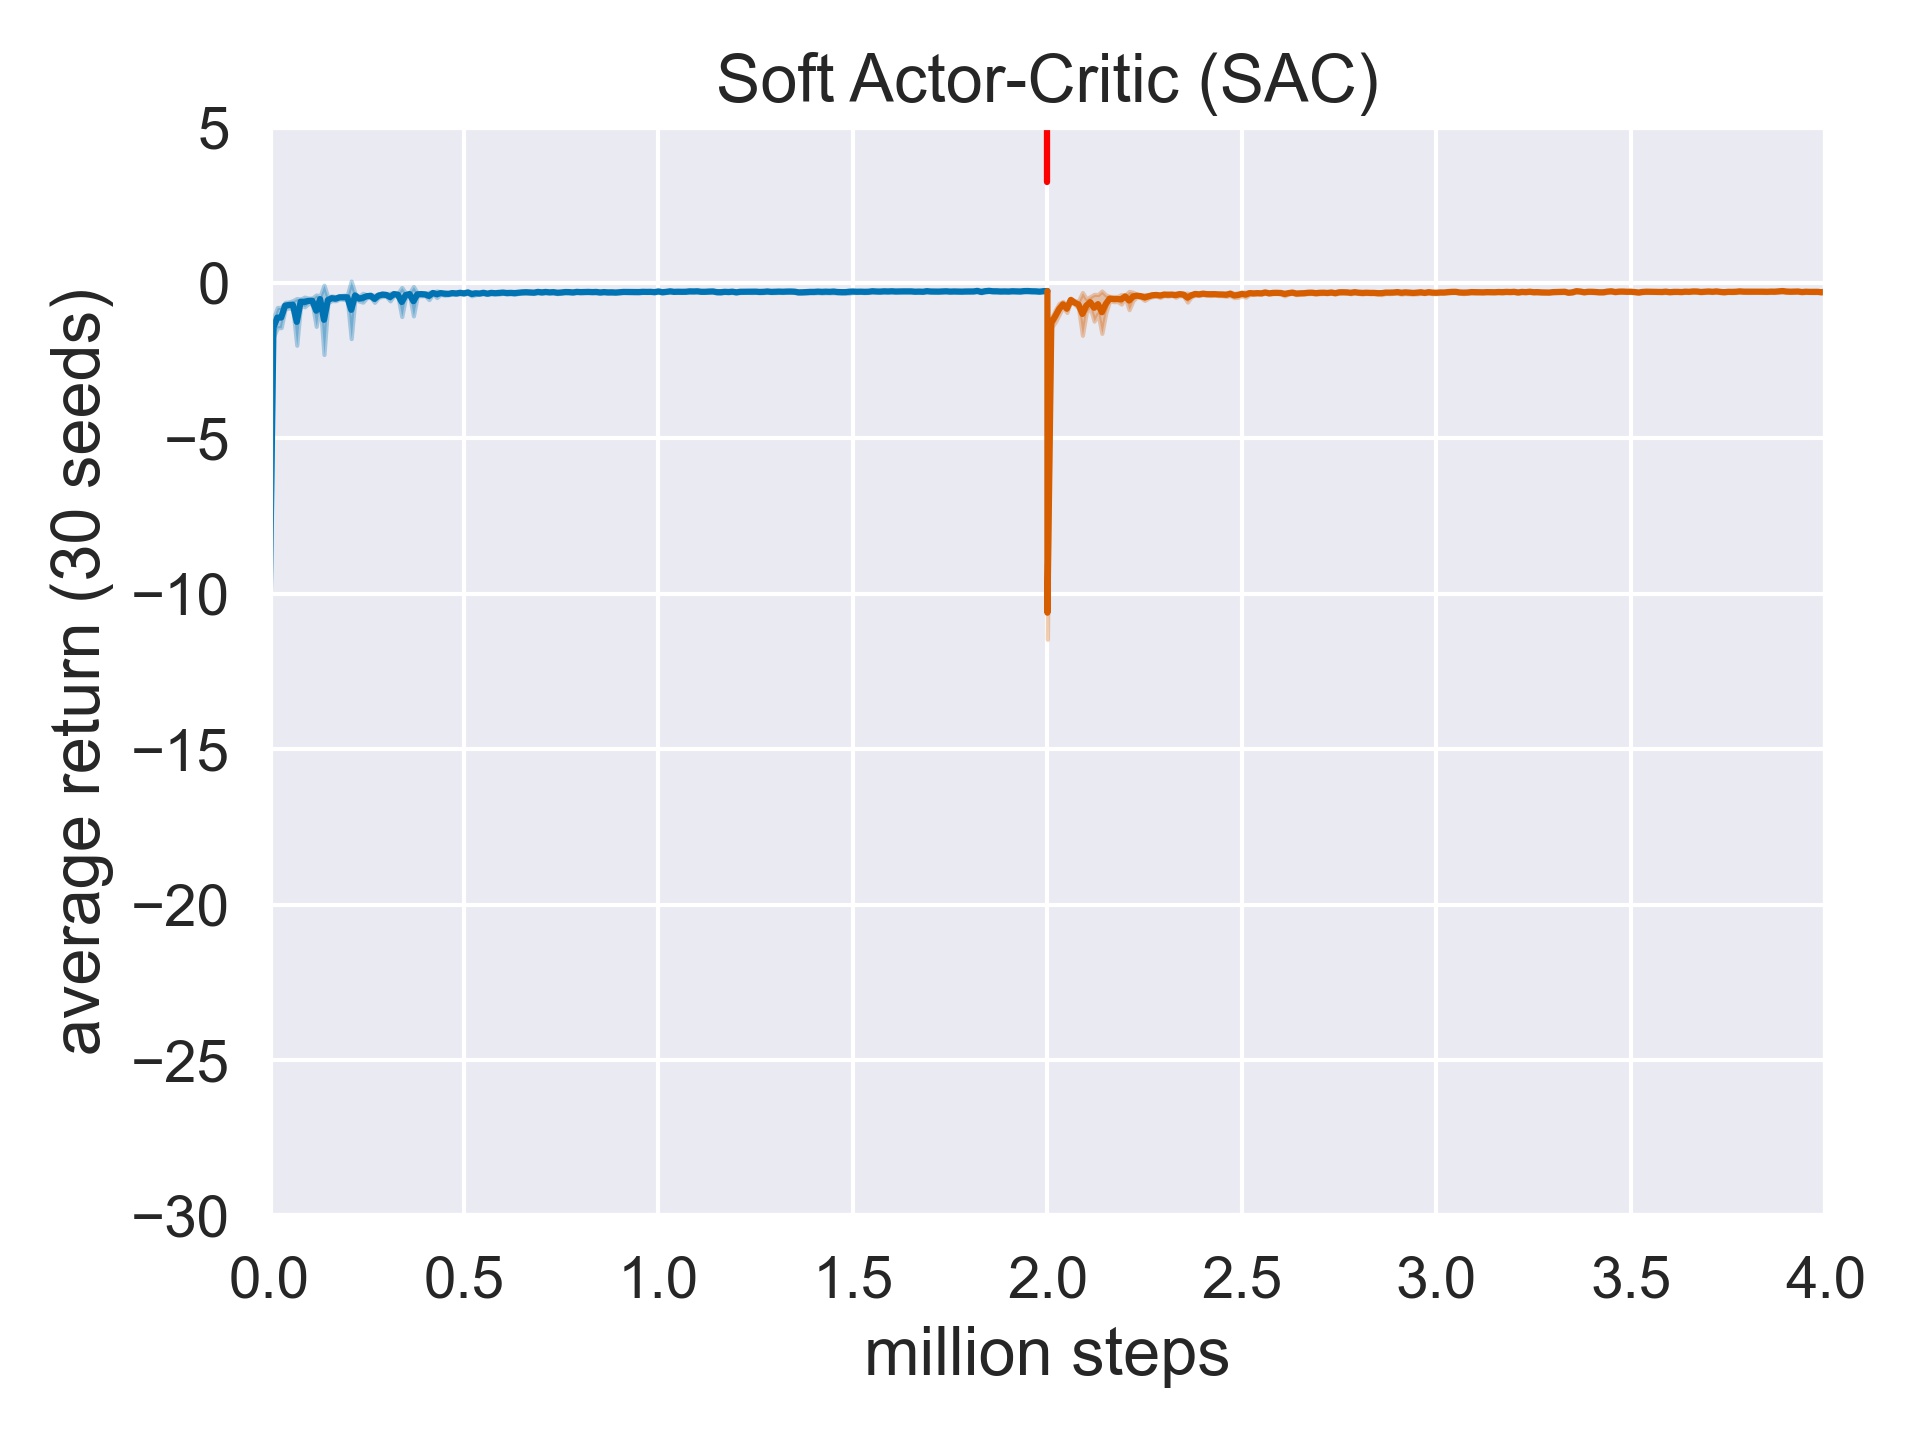 Soft Actor-Critic (SAC)
5
0
−5
−10
−15
−20
−25
−30
average return (30 seeds)
0.0 0.5 1.0 1.5 2.0 2.5 3.0 3.5 4.0
million steps